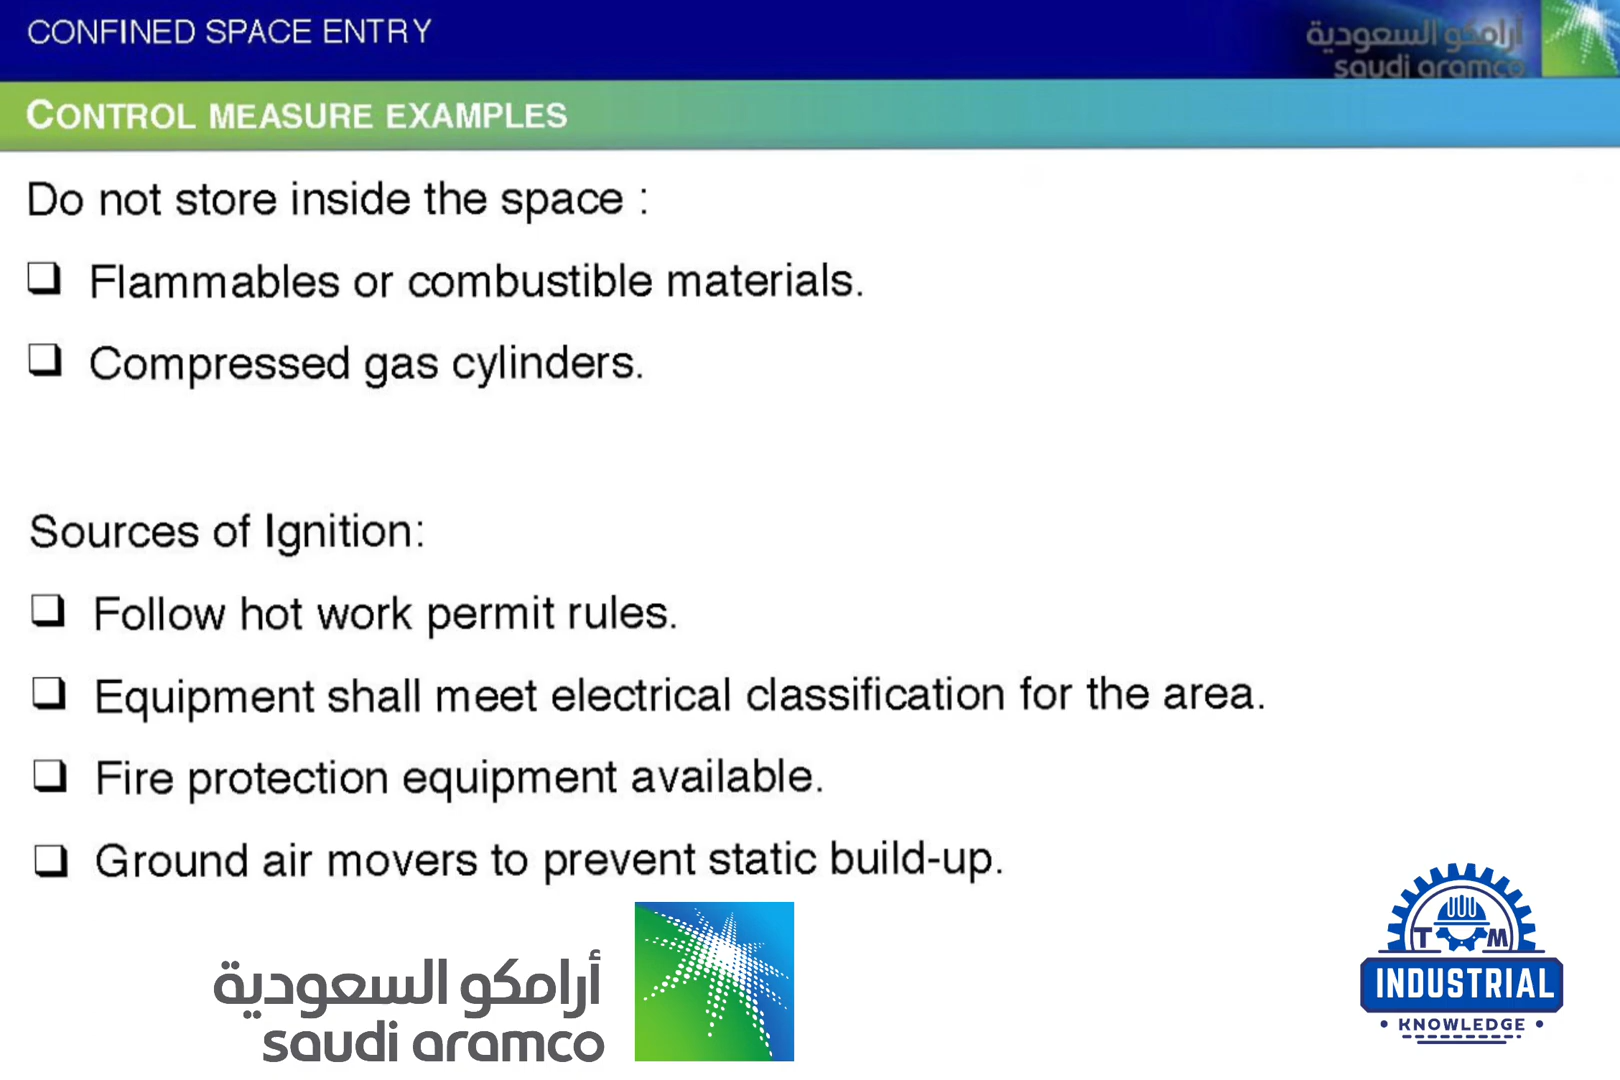 CONFINED SPACE ENTRY
أرامكو السعودية
saudi aramco
CONTROL MEASURE EXAMPLES
Do not store inside the space :
❑ Flammables or combustible materials.
❑ Compressed gas cylinders.
Sources of Ignition:
❑ Follow hot work permit rules.
❑ Equipment shall meet electrical classification for the area.
❑ Fire protection equipment available.
❑ Ground air movers to prevent static build-up.
أرامكو السعودية
saudi aramco
T M
INDUSTRIAL
• KNOWLEDGE •